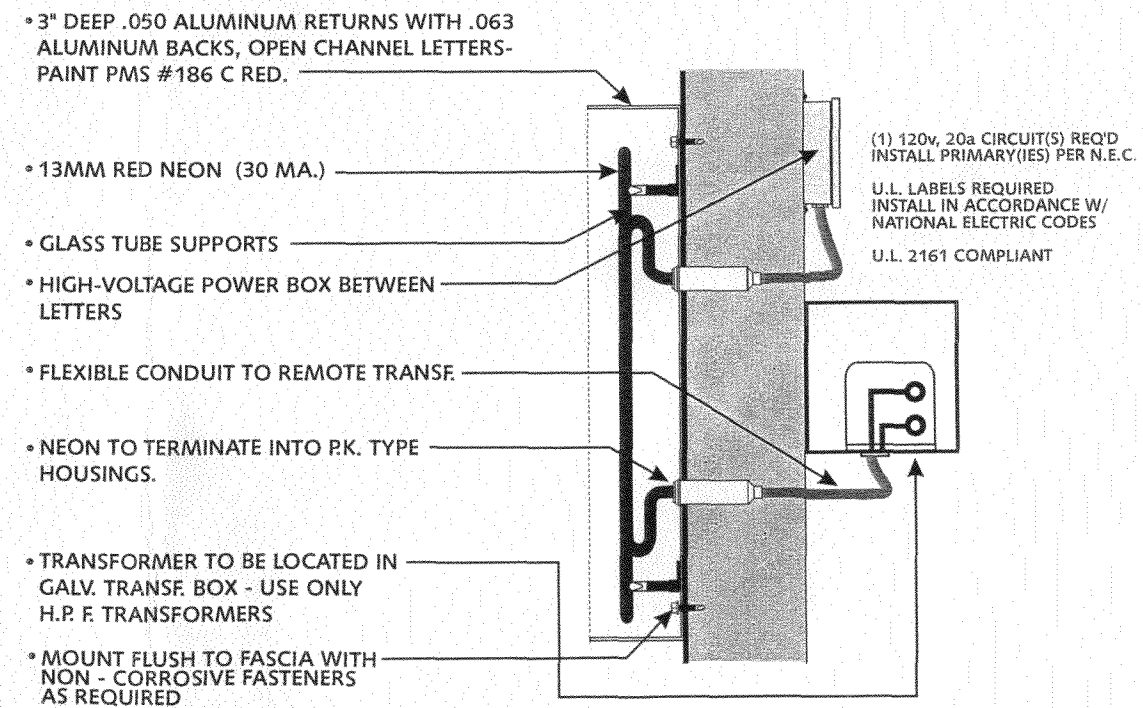 • 3" DEEP .050 ALUMINUM RETURNS WITH .063
ALUMINUM BACKS, OPEN CHANNEL LETTERS-
PAINT PMS #186 C RED.
• 13MM RED NEON (30 MA.)
• GLASS TUBE SUPPORTS
• HIGH-VOLTAGE POWER BOX BETWEEN
LETTERS
• FLEXIBLE CONDUIT TO REMOTE TRANSF.
• NEON TO TERMINATE INTO P.K. TYPE
HOUSINGS.
• TRANSFORMER TO BE LOCATED IN
GALV. TRANSF. BOX - USE ONLY
H.P. F. TRANSFORMERS
• MOUNT FLUSH TO FASCIA WITH
NON - CORROSIVE FASTENERS
AS REQUIRED
(1) 120v, 20a CIRCUIT(S) REQ'D
INSTALL PRIMARY(IES) PER N.E.C.
U.L. LABELS REQUIRED
INSTALL IN ACCORDANCE W/
NATIONAL ELECTRIC CODES
U.L. 2161 COMPLIANT